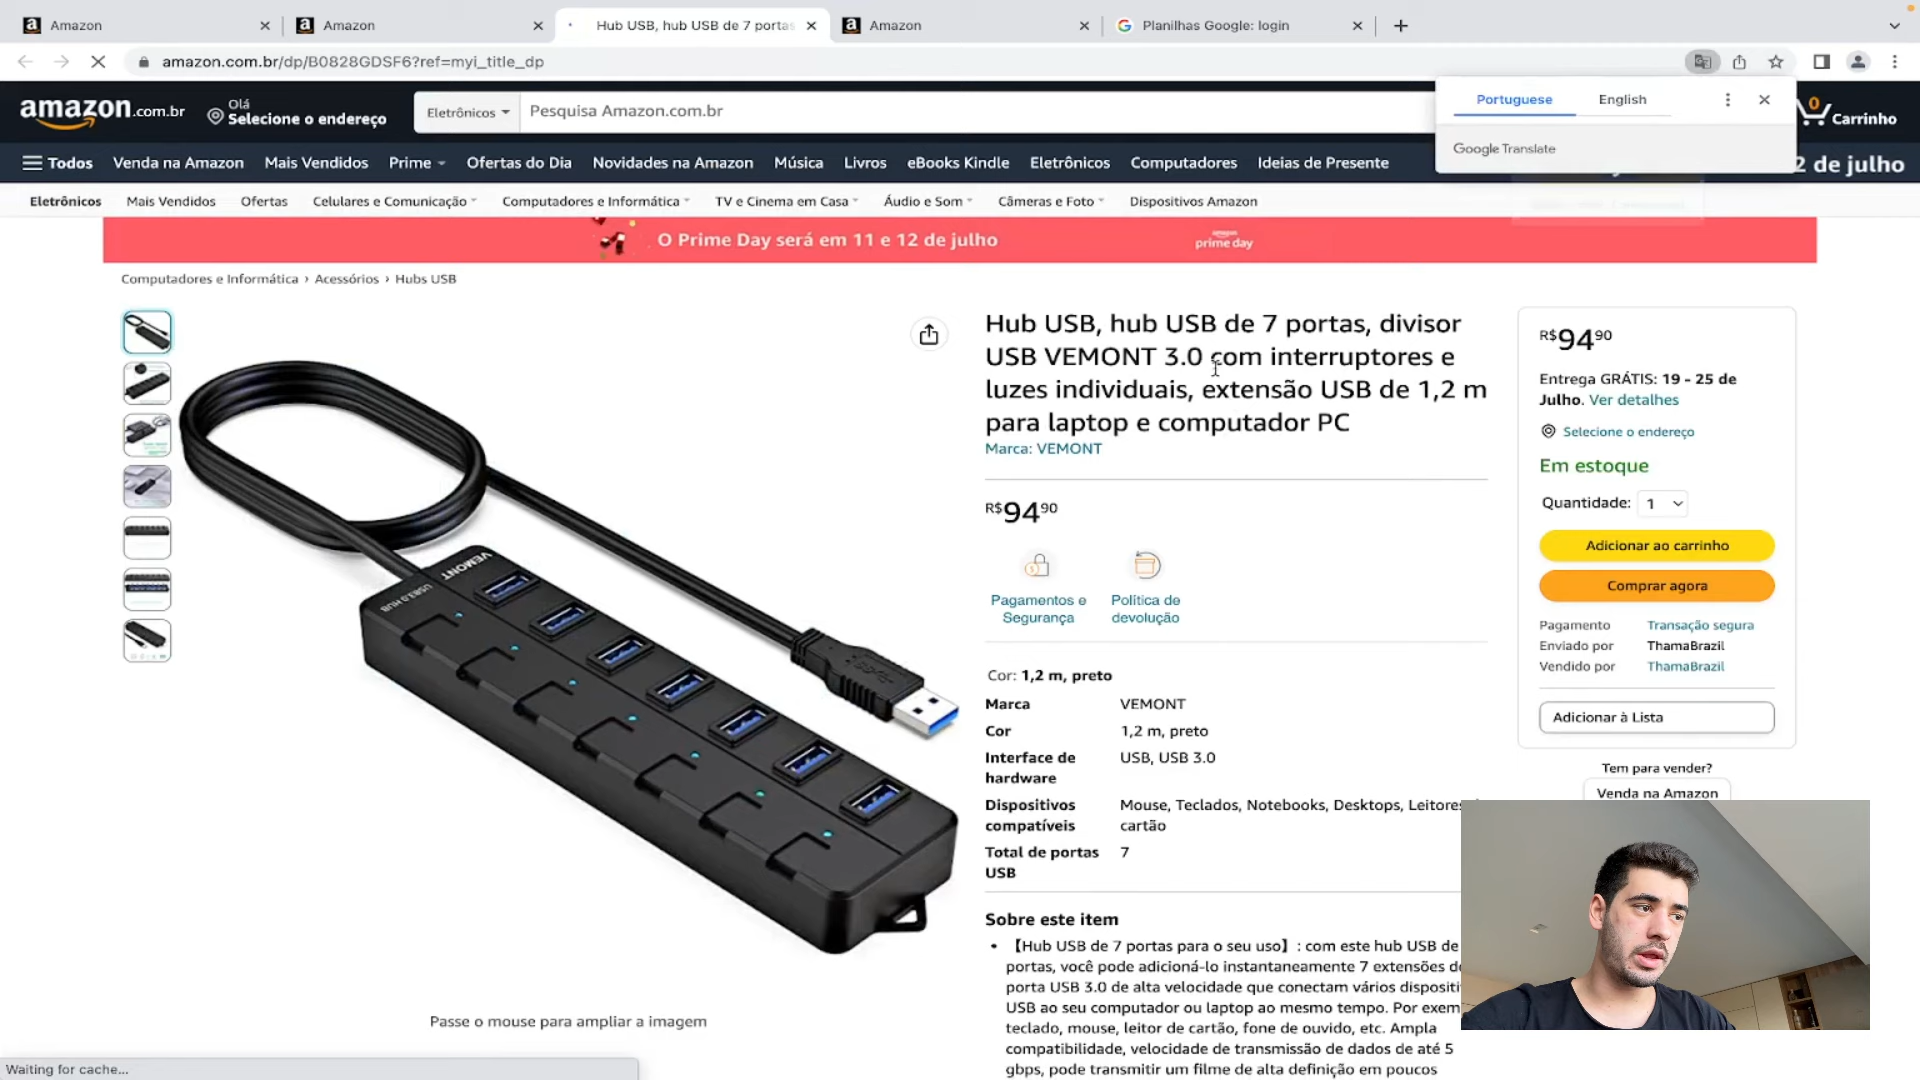 Amazon
Amazon
Hub USB, hub USB de 7 portas
Amazon
Planilhas Google: login
amazon.com.br/dp/B0828GDSF6?ref=myi_title_dp
Portuguese
English
Google Translate
amazon.com.br
Olá
Selecione o endereço
Eletrônicos
Pesquisa Amazon.com.br
0
Carrinho
Todos
Venda na Amazon
Mais Vendidos
Prime
Ofertas do Dia
Novidades na Amazon
Música
Livros
eBooks Kindle
Eletrônicos
Computadores
Ideias de Presente
2 de julho
Eletrônicos
Mais Vendidos
Ofertas
Celulares e Comunicação
Computadores e Informática
TV e Cinema em Casa
Áudio e Som
Câmeras e Foto
Dispositivos Amazon
O Prime Day será em 11 e 12 de julho
amazon
prime day
Computadores e Informática › Acessórios › Hubs USB
VEMONT
USB3.0 HUB
Passe o mouse para ampliar a imagem
Hub USB, hub USB de 7 portas, divisor
USB VEMONT 3.0 com interruptores e
luzes individuais, extensão USB de 1,2 m
para laptop e computador PC
Marca: VEMONT
R$9490
Pagamentos e
Segurança
Política de
devolução
Cor: 1,2 m, preto
Marca VEMONT
Cor 1,2 m, preto
Interface de USB, USB 3.0
hardware
Dispositivos Mouse, Teclados, Notebooks, Desktops, Leitores
compatíveis cartão
Total de portas 7
USB
Sobre este item
• 【Hub USB de 7 portas para o seu uso】: com este hub USB de
portas, você pode adicioná-lo instantaneamente 7 extensões
porta USB 3.0 de alta velocidade que conectam vários
USB ao seu computador ou laptop ao mesmo tempo. Por
teclado, mouse, leitor de cartão, fone de ouvido, etc. Ampla
compatibilidade, velocidade de transmissão de dados de até 5
gbps, pode transmitir um filme de alta definição em poucos
R$9490
Entrega GRÁTIS: 19 - 25 de
Julho. Ver detalhes
Selecione o endereço
Em estoque
Quantidade: 1
Adicionar ao carrinho
Comprar agora
Pagamento Transação segura
Enviado por ThamaBrazil
Vendido por ThamaBrazil
Adicionar à Lista
Tem para vender?
Venda na Amazon
Waiting for cache...